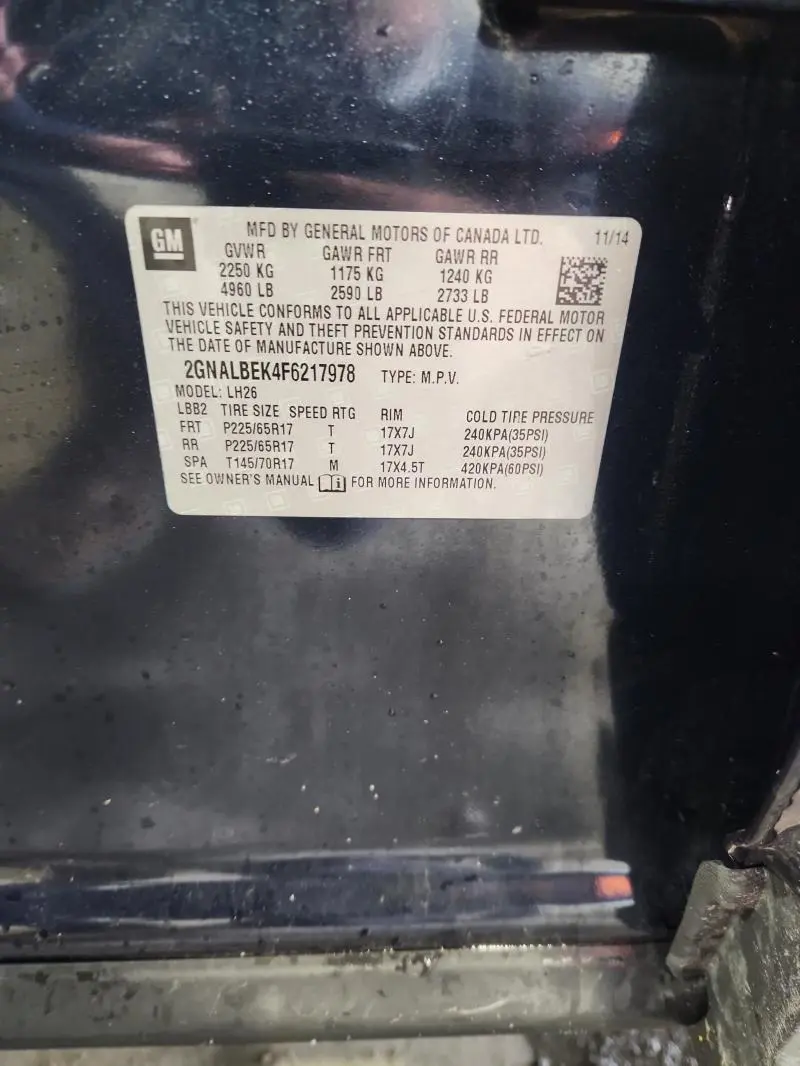 GM
MFD BY GENERAL MOTORS OF CANADA LTD. 11/14
GVWR GAWR FRT GAWR RR
2250 KG 1175 KG 1240 KG
4960 LB 2590 LB 2733 LB
THIS VEHICLE CONFORMS TO ALL APPLICABLE U.S. FEDERAL MOTOR
VEHICLE SAFETY AND THEFT PREVENTION STANDARDS IN EFFECT ON
THE DATE OF MANUFACTURE SHOWN ABOVE.
2GNALBEK4F6217978 TYPE: M.P.V.
MODEL: LH26
LBB2 TIRE SIZE SPEED RTG RIM COLD TIRE PRESSURE
FRT P225/65R17 T 17X7J 240KPA(35PSI)
RR P225/65R17 T 17X7J 240KPA(35PSI)
SPA T145/70R17 M 17X4.5T 420KPA(60PSI)
SEE OWNER'S MANUAL FOR MORE INFORMATION.